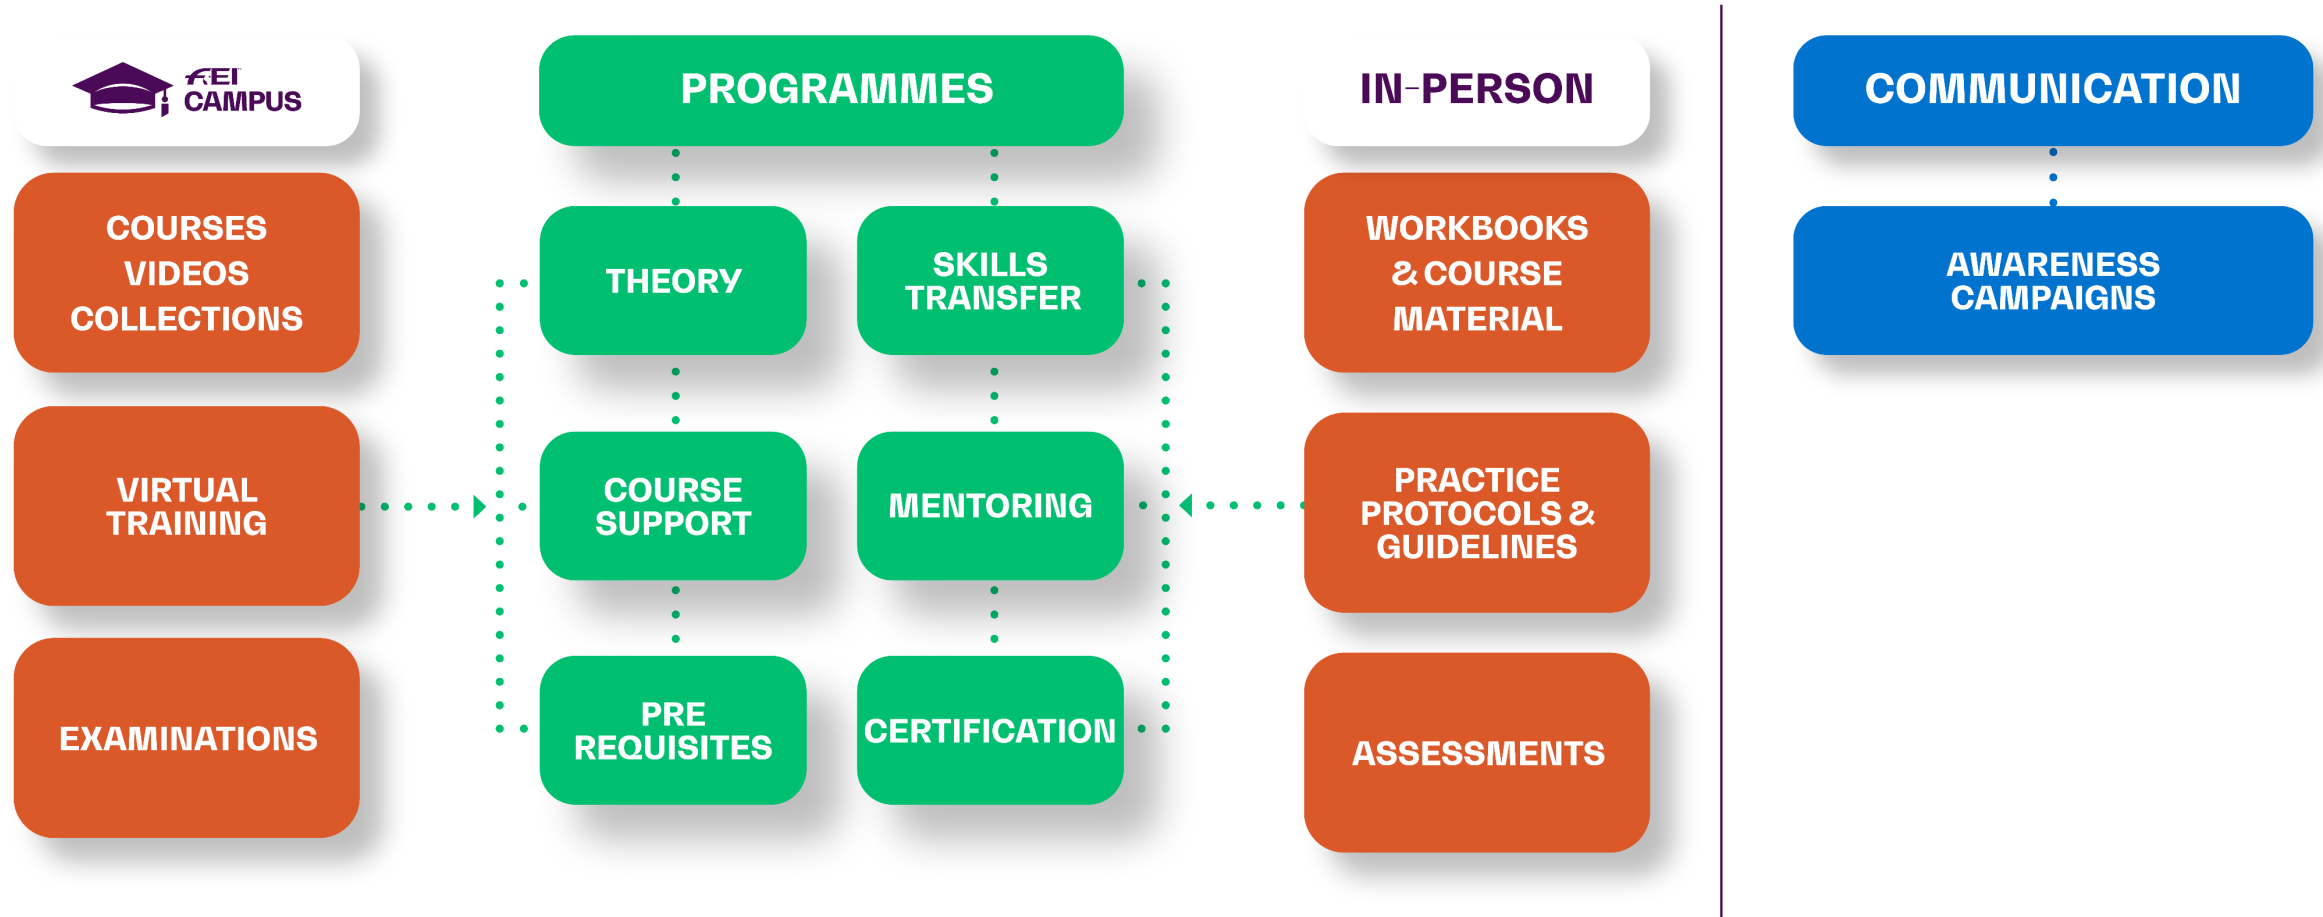 FEI
CAMPUS
COURSES
VIDEOS
COLLECTIONS
VIRTUAL
TRAINING
EXAMINATIONS
PROGRAMMES
THEORY
COURSE
SUPPORT
PRE
REQUISITES
SKILLS
TRANSFER
MENTORING
CERTIFICATION
IN-PERSON
WORKBOOKS
& COURSE
MATERIAL
PRACTICE
PROTOCOLS &
GUIDELINES
ASSESSMENTS
COMMUNICATION
AWARENESS
CAMPAIGNS